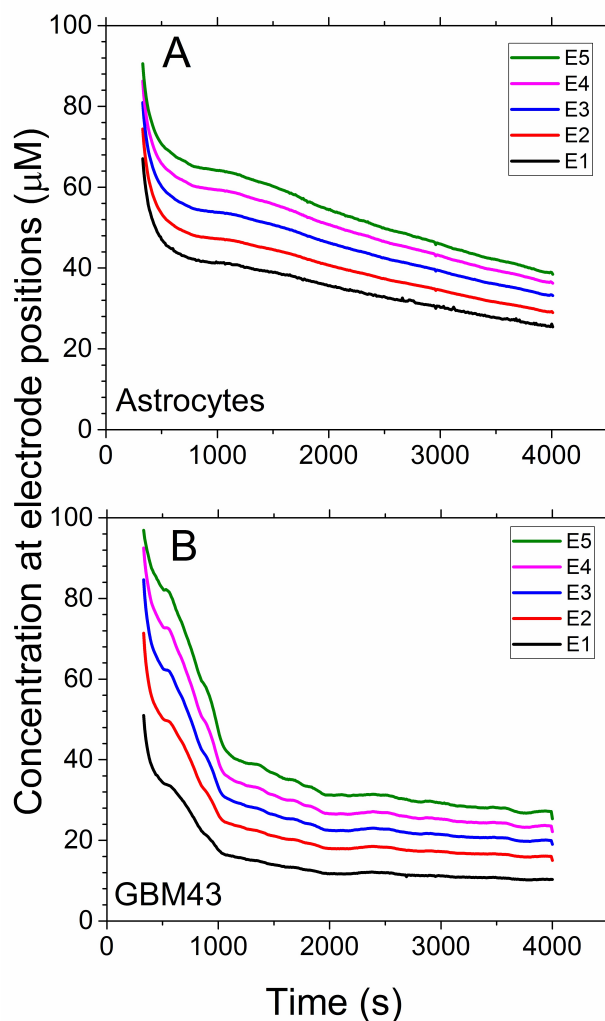 Concentration at electrode positions (μM)
A
E5
E4
E3
E2
E1
100
80
60
40
20
0
Astrocytes
0 1000 2000 3000 4000
B
E5
E4
E3
E2
E1
100
80
60
40
20
0
GBM43
0 1000 2000 3000 4000
Time (s)